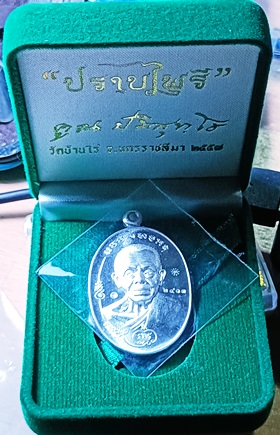 “ปราบไพรี”
คูณ ปริสุทฺโธ
วัดบ้านไร่ จ.นครราชสีมา ๒๕๕๗